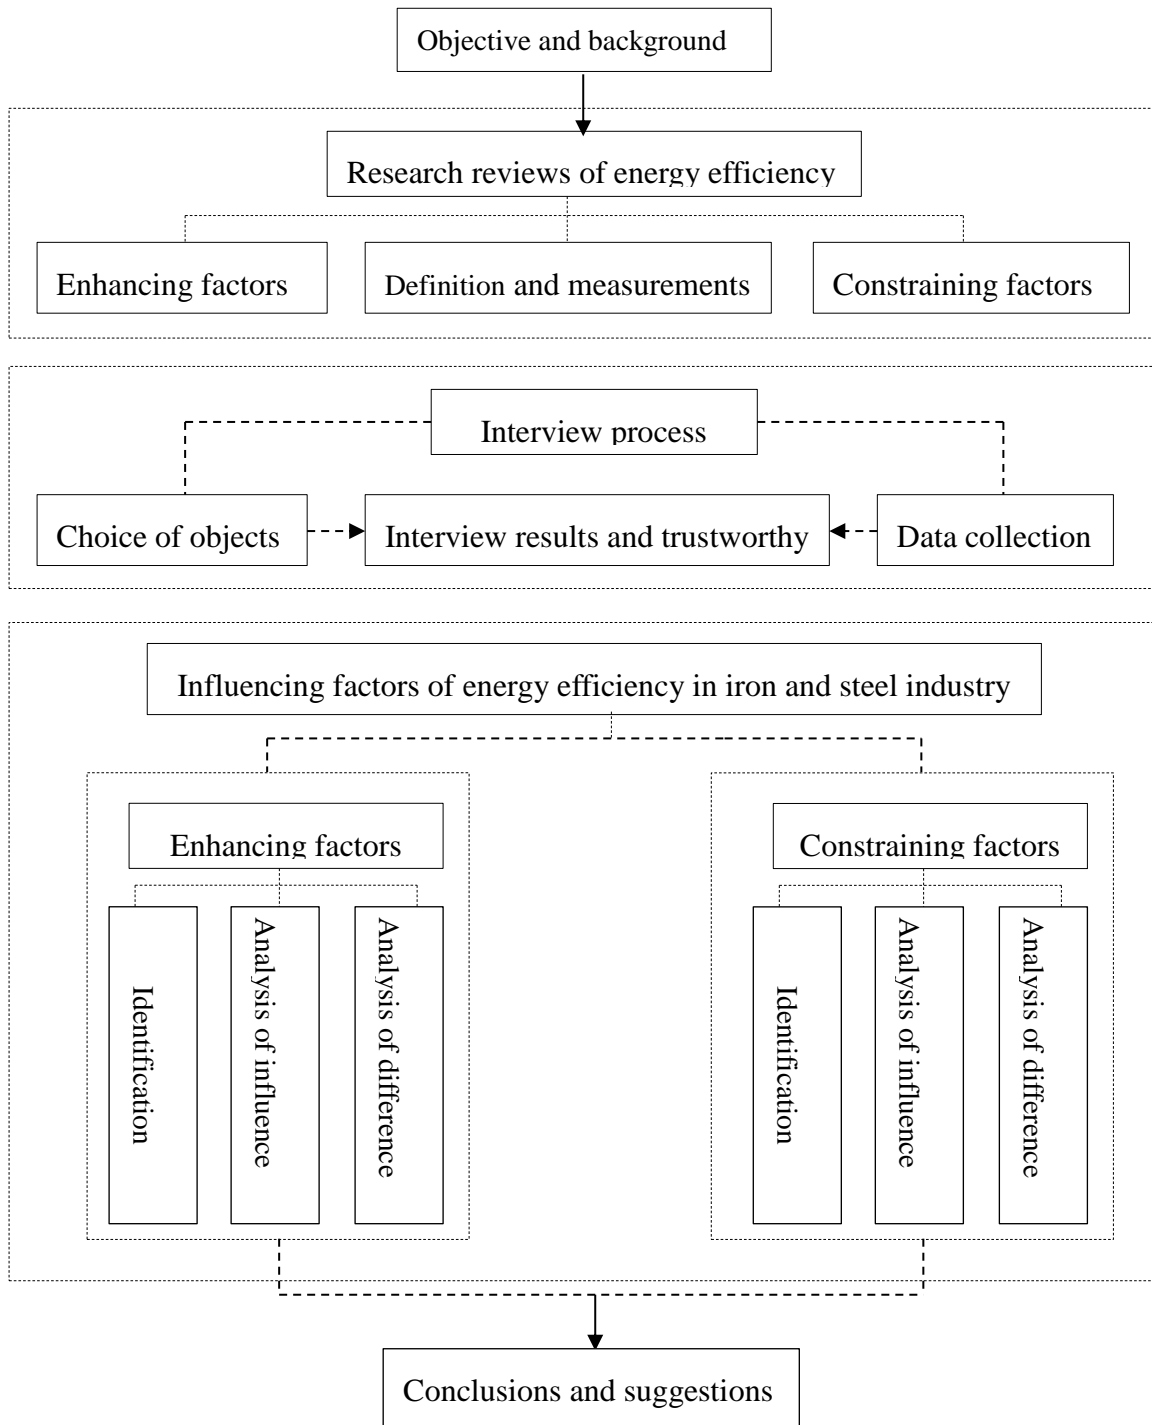 Objective and background
Research reviews of energy efficiency
Enhancing factors
Definition and measurements
Constraining factors
Interview process
Choice of objects
Interview results and trustworthy
Data collection
Influencing factors of energy efficiency in iron and steel industry
Enhancing factors
Constraining factors
Identification
Analysis of influence
Analysis of difference
Identification
Analysis of influence
Analysis of difference
Conclusions and suggestions